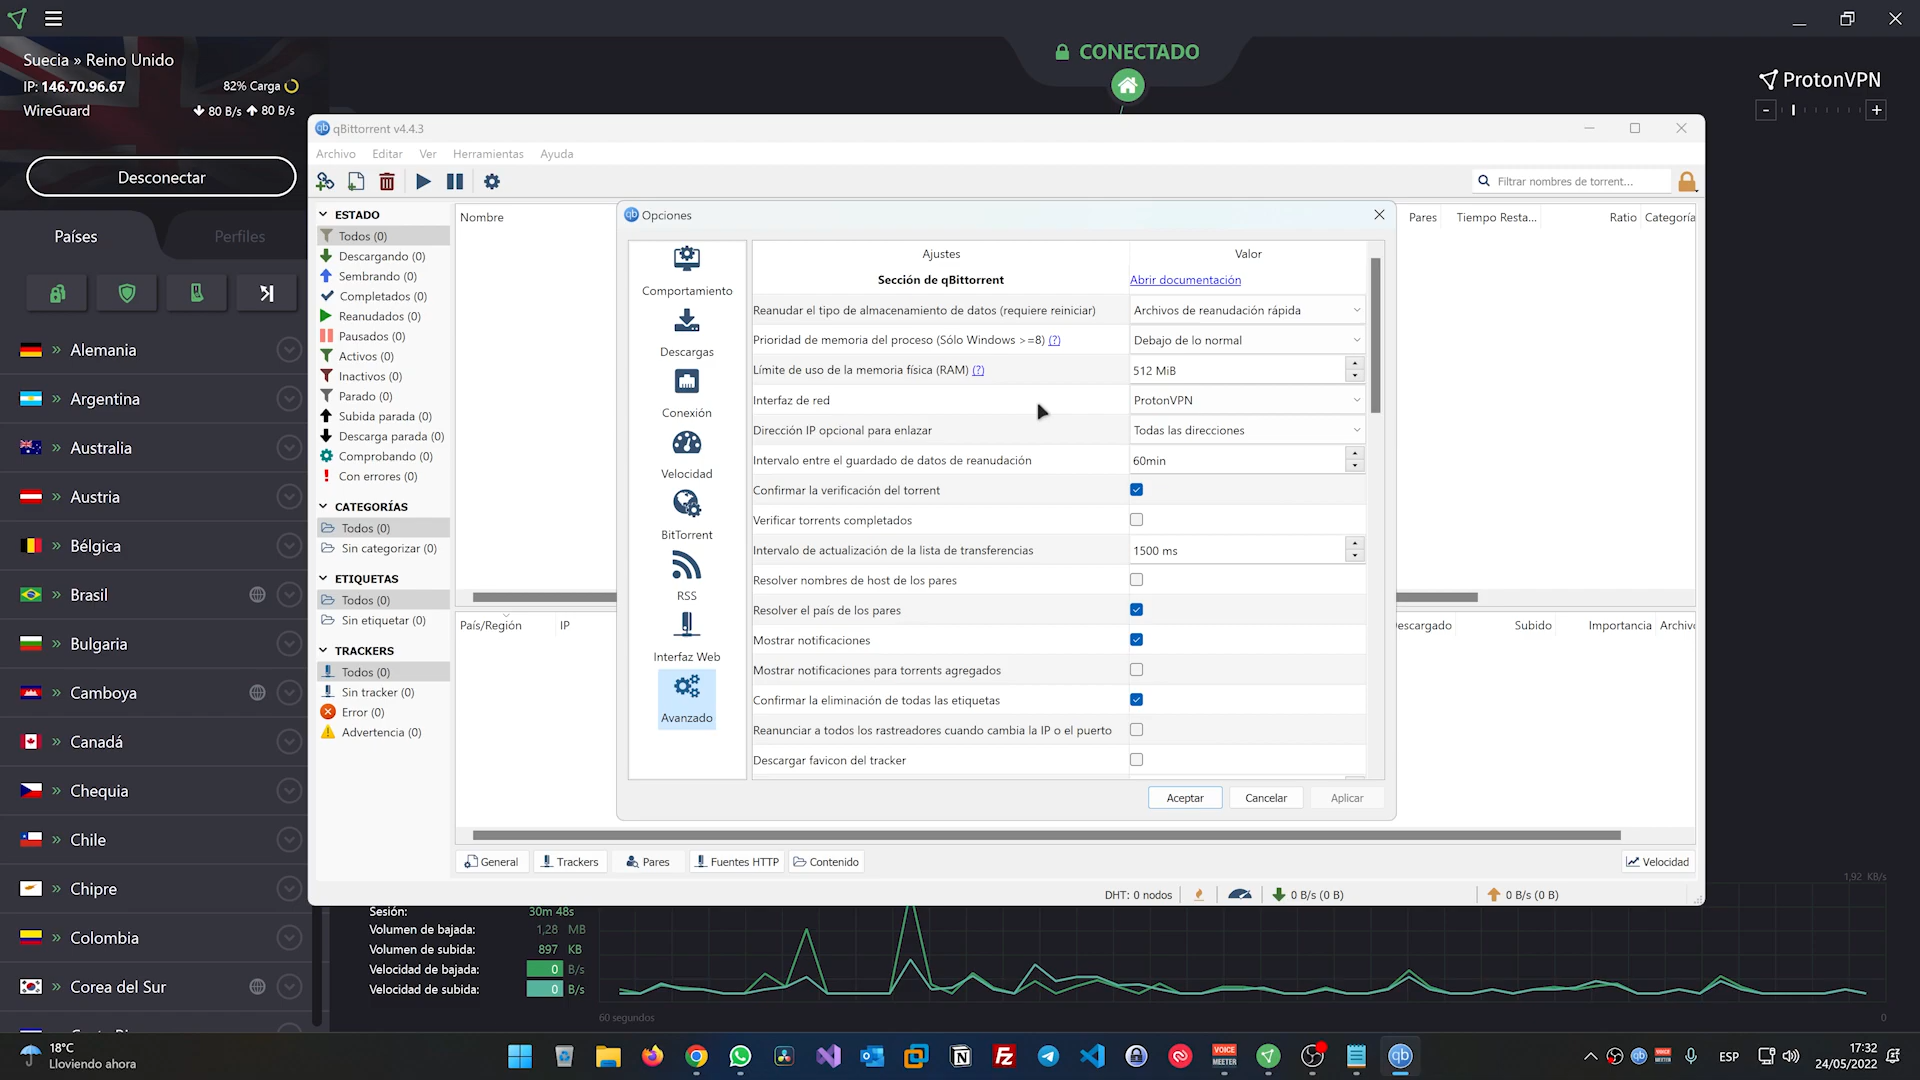 Suecia » Reino Unido
IP: 146.70.96.67
82% Carga
WireGuard
80 B/s 80 B/s
Desconectar
Países
Perfiles
» Alemania
» Argentina
» Australia
» Austria
» Bélgica
» Brasil
» Bulgaria
» Camboya
» Canadá
» Chequia
» Chile
» Chipre
» Colombia
» Corea del Sur
CONECTADO
ProtonVPN
- +
qBittorrent v4.4.3
Archivo Editar Ver Herramientas Ayuda
Filtrar nombres de torrent...
ESTADO
Todos (0)
Descargando (0)
Sembrando (0)
Completados (0)
Reanudados (0)
Pausados (0)
Activos (0)
Inactivos (0)
Parado (0)
Subida parada (0)
Descarga parada (0)
Comprobando (0)
Con errores (0)
CATEGORÍAS
Todos (0)
Sin categorizar (0)
ETIQUETAS
Todos (0)
Sin etiquetar (0)
TRACKERS
Todos (0)
Sin tracker (0)
Error (0)
Advertencia (0)
Nombre
Pares Tiempo Resta... Ratio Categoría
País/Región IP
escargado Subido Importancia Archiv
Opciones
Comportamiento
Descargas
Conexión
Velocidad
BitTorrent
RSS
Interfaz Web
Avanzado
Ajustes Valor
Sección de qBittorrent Abrir documentación
Reanudar el tipo de almacenamiento de datos (requiere reiniciar) Archivos de reanudación rápida
Prioridad de memoria del proceso (Sólo Windows >=8) (?) Debajo de lo normal
Límite de uso de la memoria física (RAM) (?) 512 MiB
Interfaz de red ProtonVPN
Dirección IP opcional para enlazar Todas las direcciones
Intervalo entre el guardado de datos de reanudación 60min
Confirmar la verificación del torrent
Verificar torrents completados
Intervalo de actualización de la lista de transferencias 1500 ms
Resolver nombres de host de los pares
Resolver el país de los pares
Mostrar notificaciones
Mostrar notificaciones para torrents agregados
Confirmar la eliminación de todas las etiquetas
Reanunciar a todos los rastreadores cuando cambia la IP o el puerto
Descargar favicon del tracker
Aceptar Cancelar Aplicar
General Trackers Pares Fuentes HTTP Contenido Velocidad
DHT: 0 nodos 0 B/s (0 B) 0 B/s (0 B)
1,92 KB/s
Sesión: 30m 48s
Volumen de bajada: 1,28 MB
Volumen de subida: 897 KB
Velocidad de bajada: 0 B/s
Velocidad de subida: 0 B/s
60 segundos 0
18°C
Lloviendo ahora
VOICE
MEETER
ESP
17:32
24/05/2022